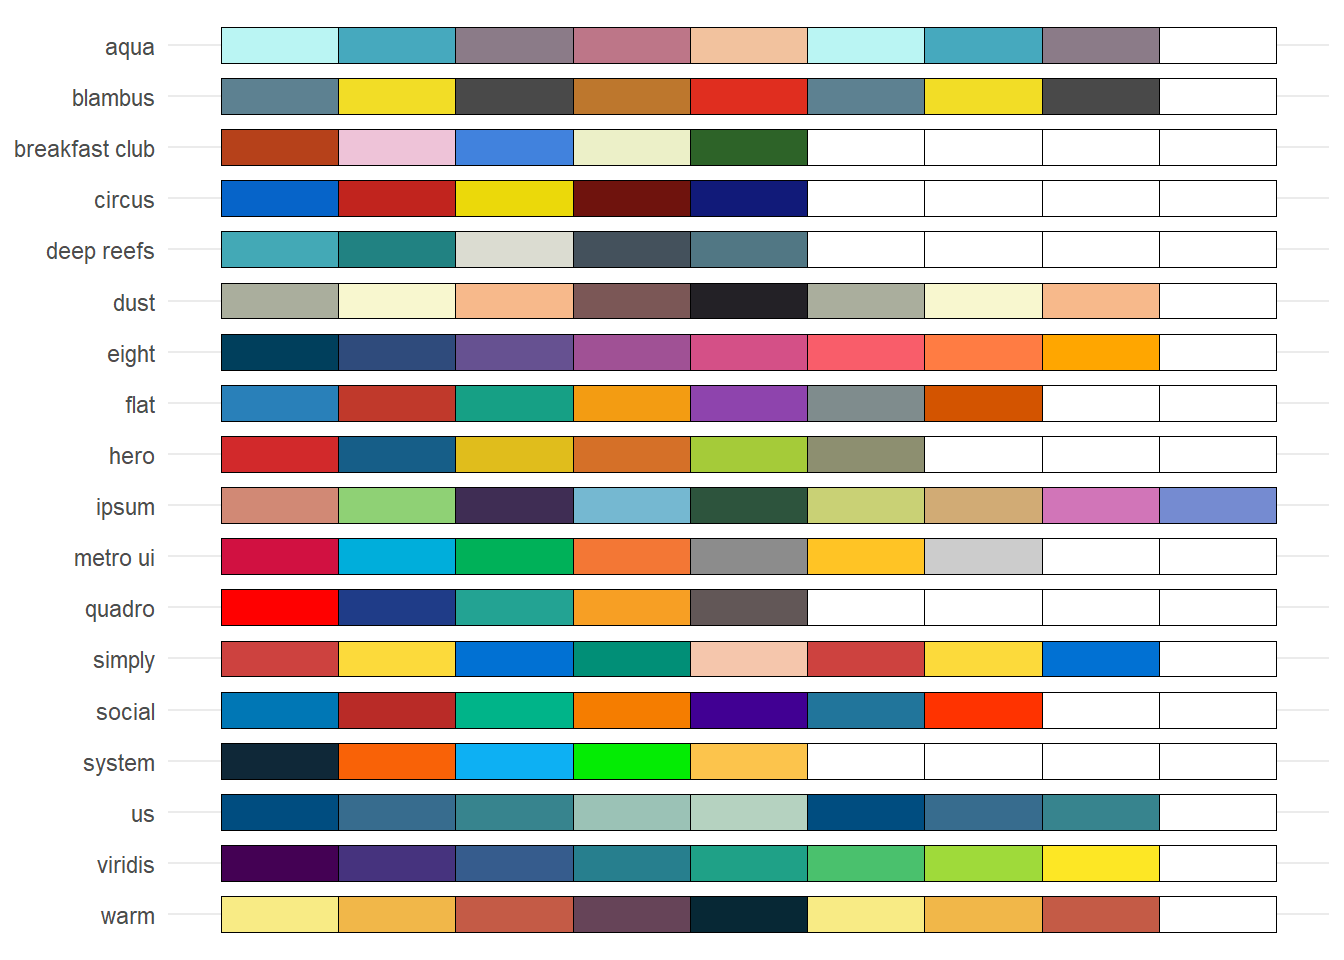 aqua
blambus
breakfast club
circus
deep reefs
dust
eight
flat
hero
ipsum
metro ui
quadro
simply
social
system
us
viridis
warm